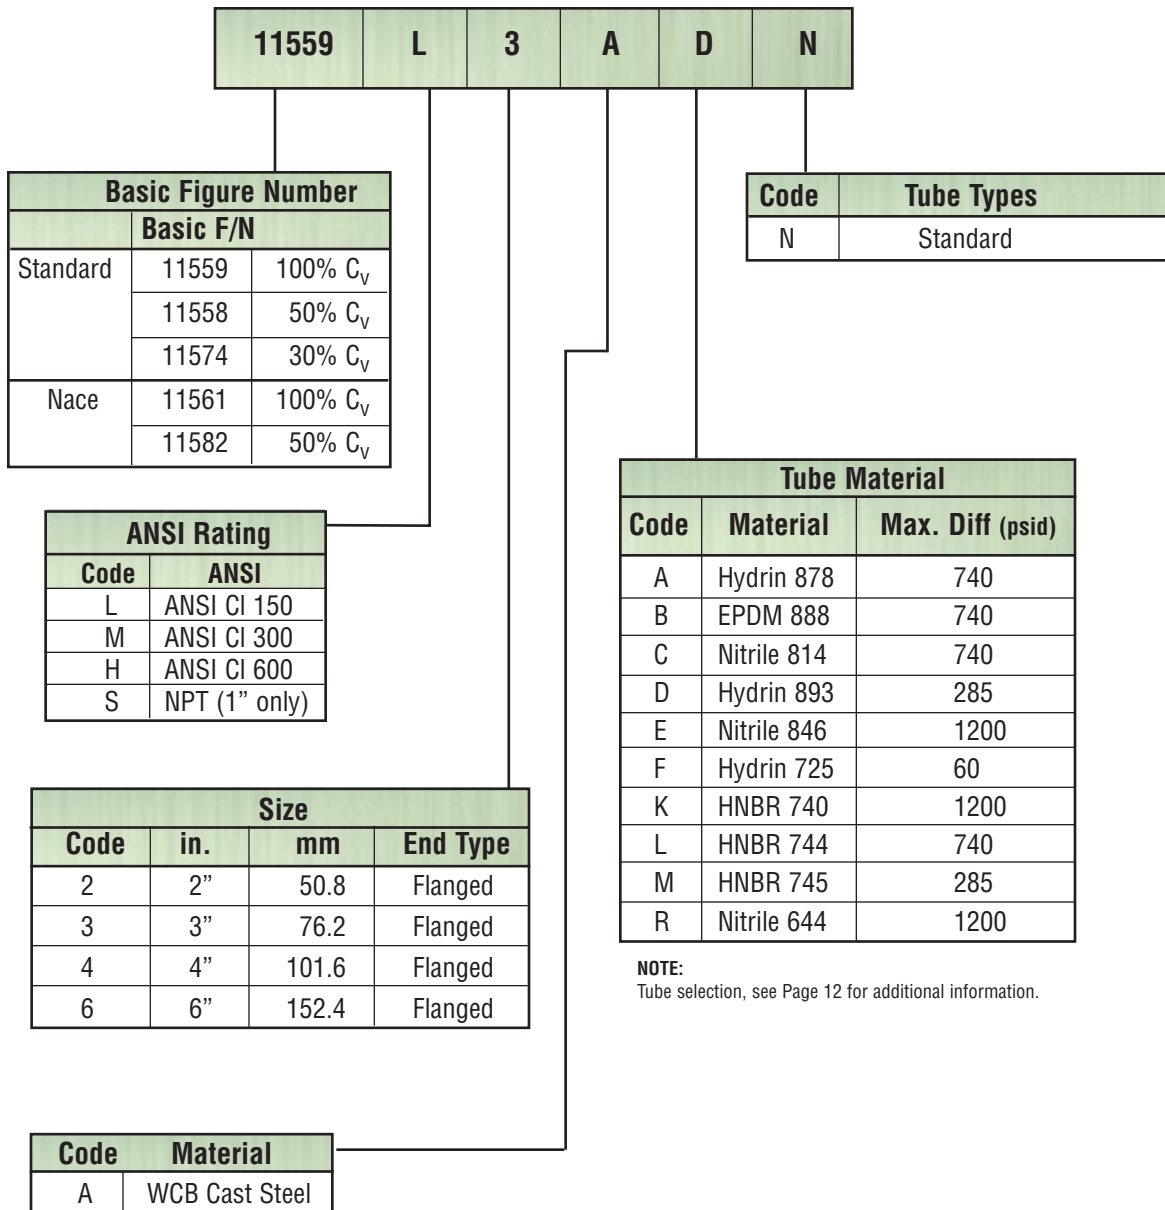 11559 L 3 A D N
Basic Figure Number
Basic F/N
Standard 11559 100% Cv
11558 50% Cv
11574 30% Cv
Nace 11561 100% Cv
11582 50% Cv
Code Tube Types
N Standard
ANSI Rating
Code ANSI
L ANSI Cl 150
M ANSI Cl 300
H ANSI Cl 600
S NPT (1” only)
Tube Material
Code Material Max. Diff (psid)
A Hydrin 878 740
B EPDM 888 740
C Nitrile 814 740
D Hydrin 893 285
E Nitrile 846 1200
F Hydrin 725 60
K HNBR 740 1200
L HNBR 744 740
M HNBR 745 285
R Nitrile 644 1200
NOTE:
Tube selection, see Page 12 for additional information.
Size
Code in. mm End Type
2 2” 50.8 Flanged
3 3” 76.2 Flanged
4 4” 101.6 Flanged
6 6” 152.4 Flanged
Code Material
A WCB Cast Steel